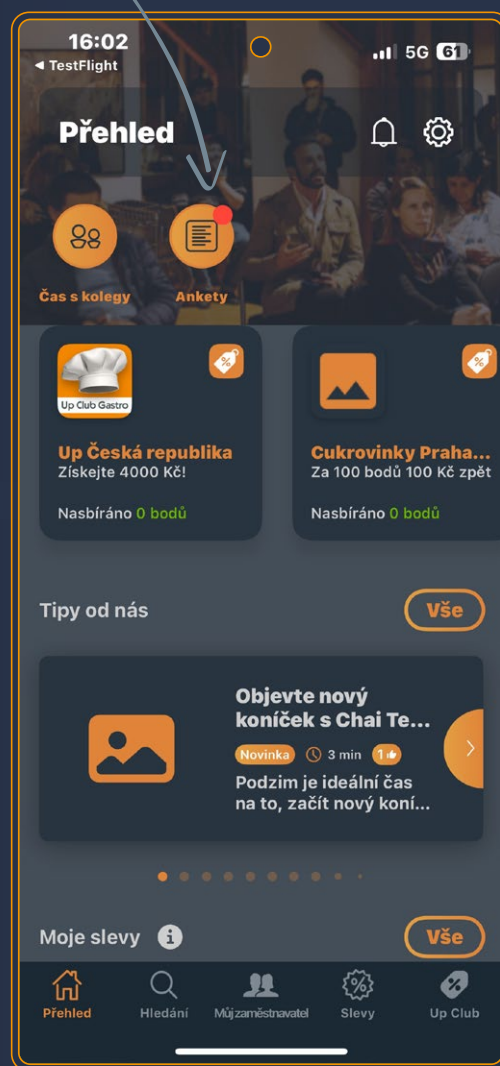 16:02
5G 61
◀ TestFlight
Přehled
Čas s kolegy
Ankety
Up Club Gastro
Up Česká republika
Získejte 4000 Kč!
Nasbíráno 0 bodů
Cukrovinky Praha...
Za 100 bodů 100 Kč zpět
Nasbíráno 0 bodů
Tipy od nás
Vše
Objevte nový
koníček s Chai Te...
Novinka 3 min 1
Podzim je ideální čas
na to, začít nový koní...
Moje slevy
Vše
Přehled
Hledání
Můj zaměstnavatel
Slevy
Up Club